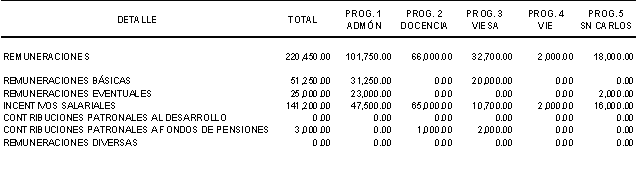 DETALLE TOTAL PROG. 1 ADMÓN PROG. 2 DOCENCIA PROG. 3 VIESA PROG. 4 VIE PROG.5 SN CARLOS
REMUNERACIONES 220,450.00 101,750.00 66,000.00 32,700.00 2,000.00 18,000.00
REMUNERACIONES BÁSICAS 51,250.00 31,250.00 0.00 20,000.00 0.00 0.00
REMUNERACIONES EVENTUALES 25,000.00 23,000.00 0.00 0.00 0.00 2,000.00
INCENTIVOS SALARIALES 141,200.00 47,500.00 65,000.00 10,700.00 2,000.00 16,000.00
CONTRIBUCIONES PATRONALES AL DESARROLLO 0.00 0.00 0.00 0.00 0.00 0.00
CONTRIBUCIONES PATRONALES A FONDOS DE PENSIONES 3,000.00 0.00 1,000.00 2,000.00 0.00 0.00
REMUNERACIONES DIVERSAS 0.00 0.00 0.00 0.00 0.00 0.00